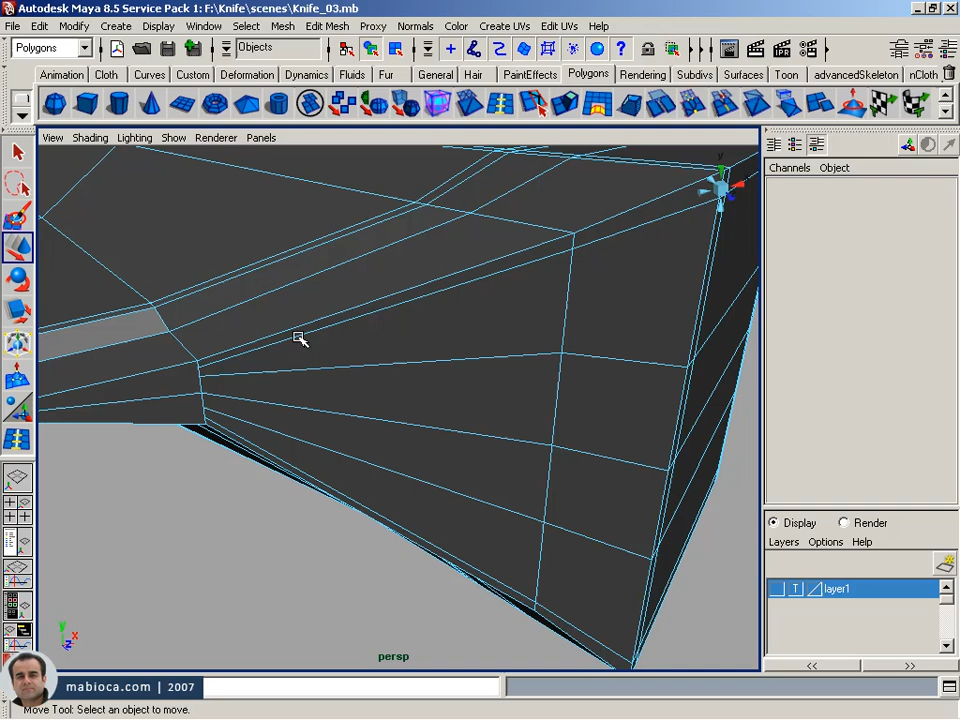 Autodesk Maya 8.5 Service Pack 1: F:\Knife\scenes\Knife_03.mb
File Edit Modify Create Display Window Select Mesh Edit Mesh Proxy Normals Color Create UVs Edit UVs Help
Polygons Objects
Animation Cloth Curves Custom Deformation Dynamics Fluids Fur General Hair PaintEffects Polygons Rendering Subdivs Surfaces Toon advancedSkeleton nCloth
View Shading Lighting Show Renderer Panels
Channels Object
y
persp
y
x
z
Display Render
Layers Options Help
T layer1
<< >>
mabioca.com | 2007
Move Tool: Select an object to move.